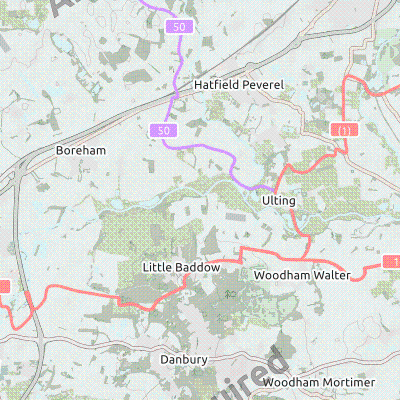 50
Hatfield Peverel
50
(1)
Boreham
Ulting
Little Baddow
1
Woodham Walter
Danbury
Woodham Mortimer